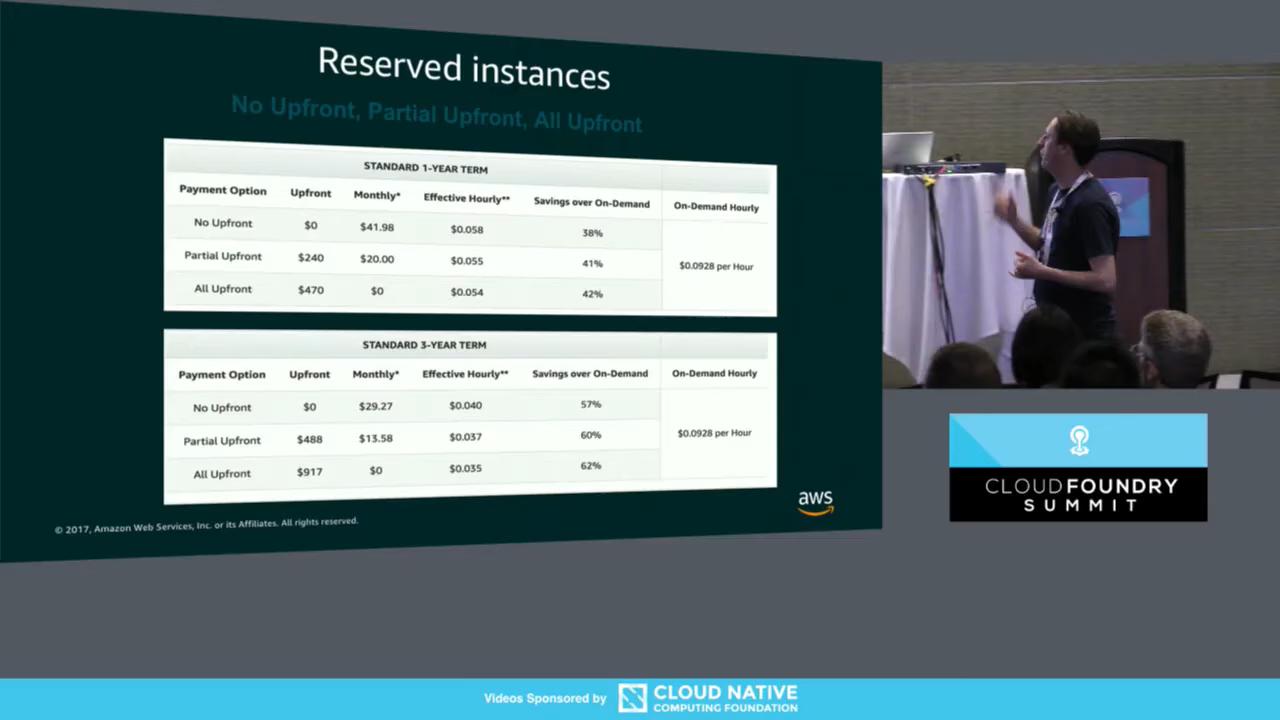 Reserved instances
No Upfront, Partial Upfront, All Upfront
STANDARD 1-YEAR TERM
Payment Option Upfront Monthly* Effective Hourly** Savings over On-Demand On-Demand Hourly
No Upfront $0 $41.98 $0.058 38%
Partial Upfront $240 $20.00 $0.055 41% $0.0928 per Hour
All Upfront $470 $0 $0.054 42%
STANDARD 3-YEAR TERM
Payment Option Upfront Monthly* Effective Hourly** Savings over On-Demand On-Demand Hourly
No Upfront $0 $29.27 $0.040 57%
Partial Upfront $488 $13.58 $0.037 60% $0.0928 per Hour
All Upfront $917 $0 $0.035 62%
aws
© 2017, Amazon Web Services, Inc. or its Affiliates. All rights reserved.
CLOUDFOUNDRY
SUMMIT
Videos Sponsored by
CLOUD NATIVE
COMPUTING FOUNDATION